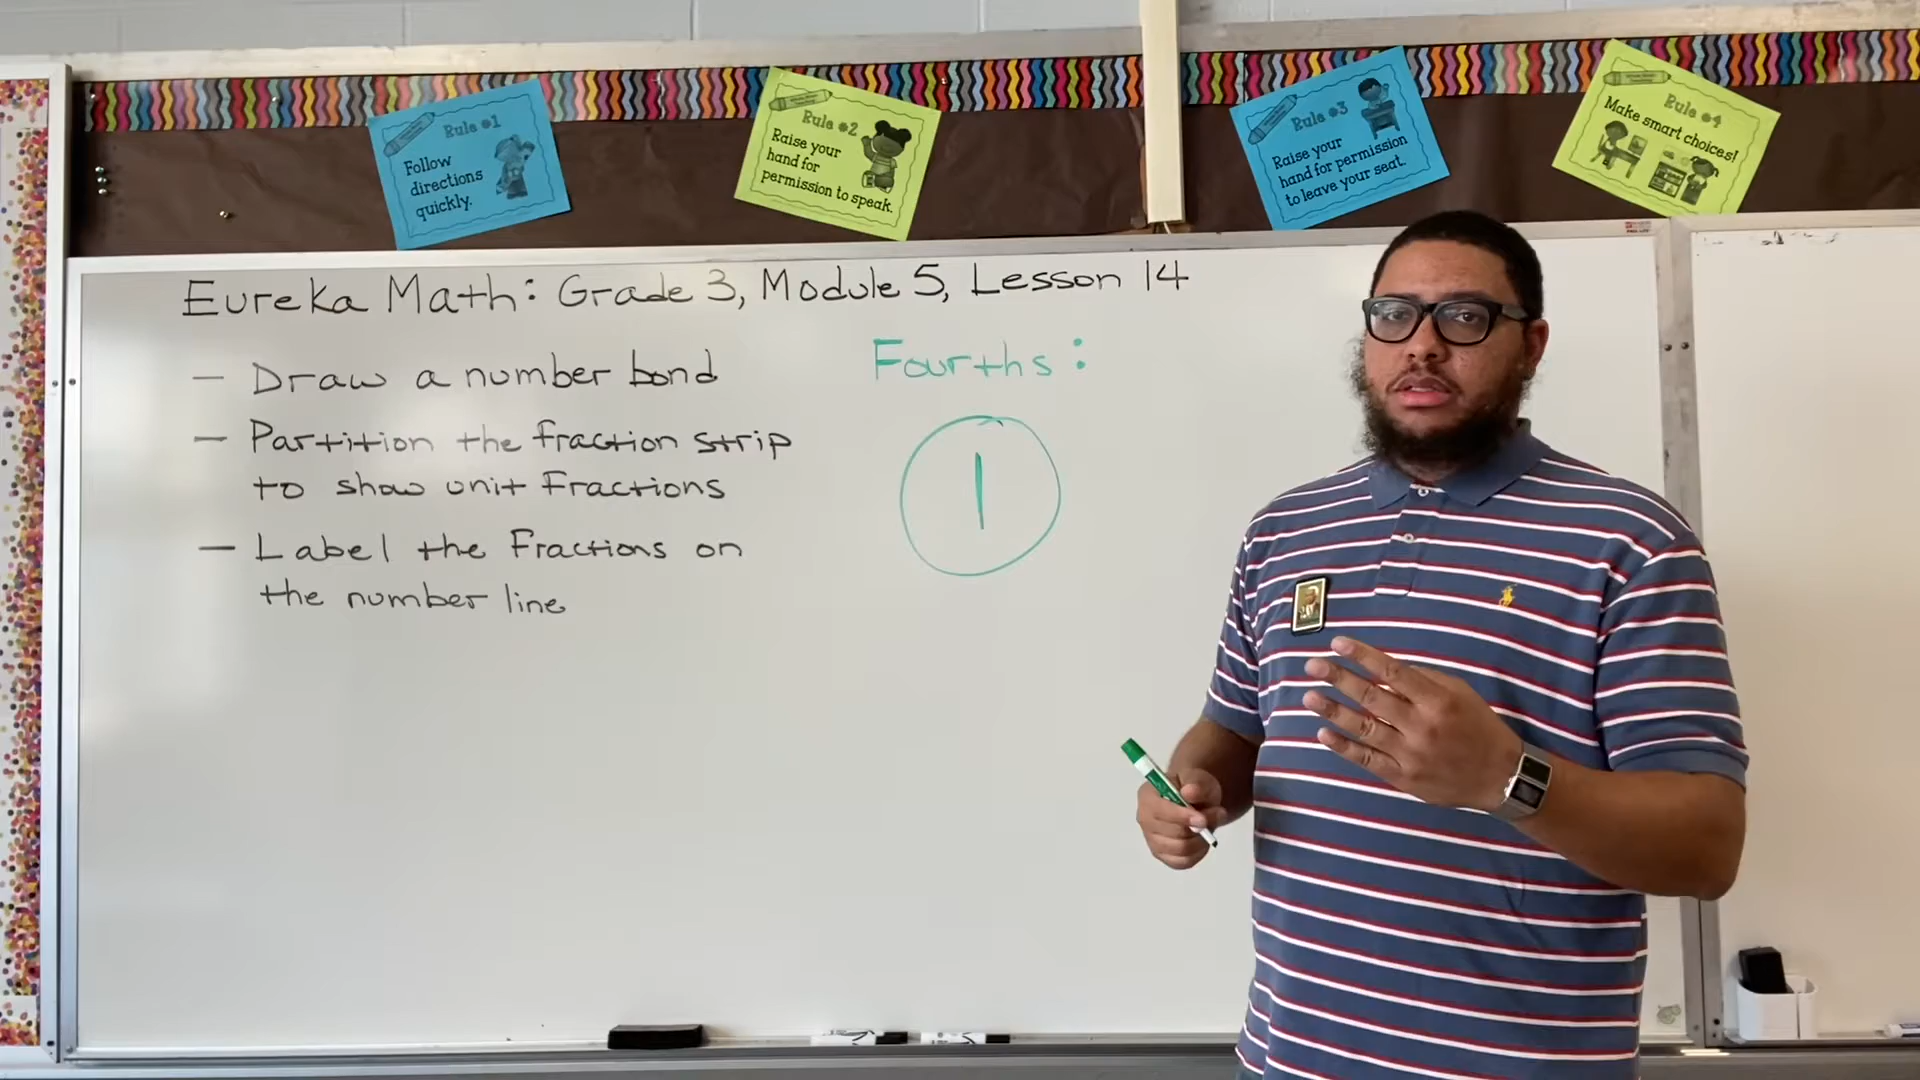 Rule #1
Follow
directions
quickly.
Rule #2
Raise your
hand for
permission to speak.
Rule #3
Raise your
hand for permission
to leave your seat.
Rule #4
Make smart choices!
Eureka Math: Grade 3, Module 5, Lesson 14
- Draw a number bond
- Partition the fraction strip
to show unit Fractions
- Label the Fractions on
the number line
Fourths:
1